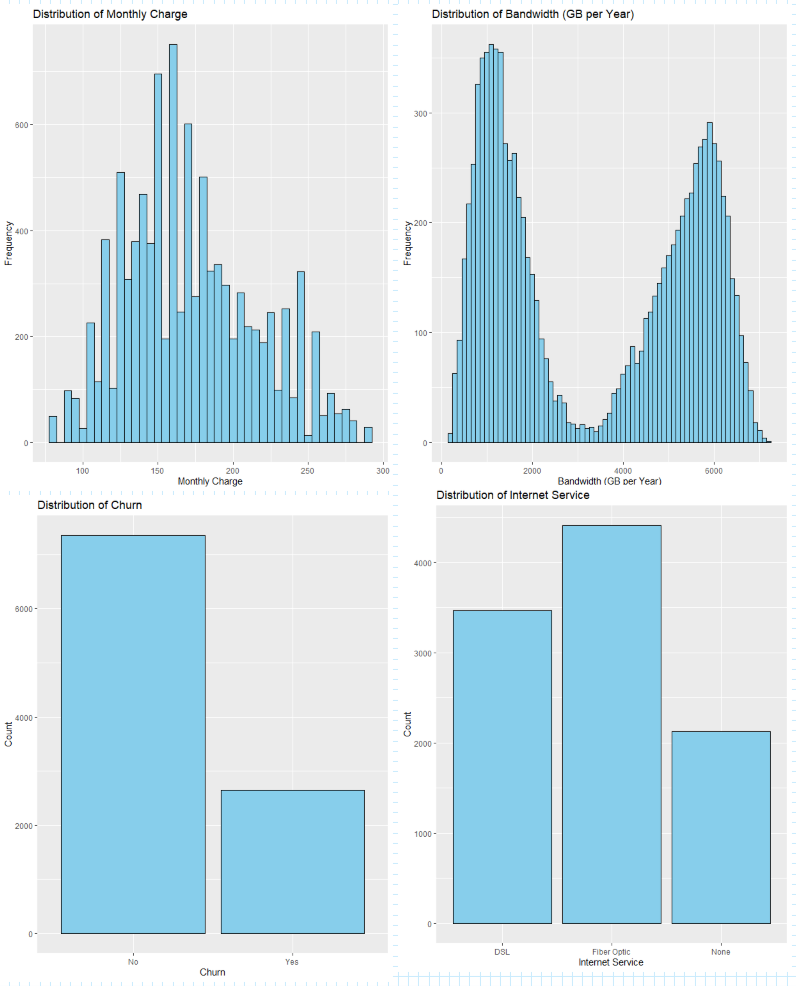 Distribution of Monthly Charge
Frequency
600
400
200
0
100
150
200
250
300
Monthly Charge
Distribution of Bandwidth (GB per Year)
Frequency
300
200
100
0
0
2000
4000
6000
Bandwidth (GB per Year)
Distribution of Churn
Count
6000
4000
2000
0
No
Yes
Churn
Distribution of Internet Service
Count
4000
3000
2000
1000
0
DSL
Fiber Optic
None
Internet Service